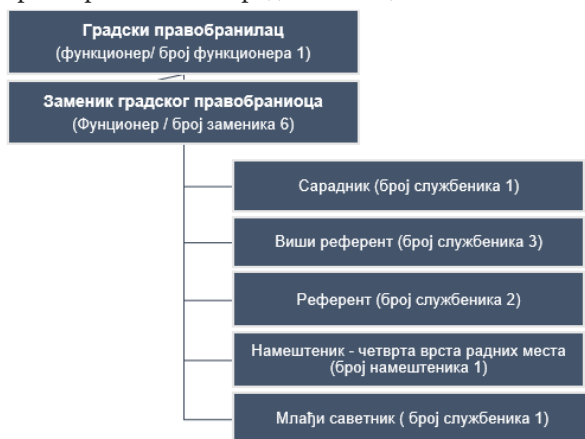 Градски правобранилац
(функционер/ број функционера 1)
Заменик градског правобраниоца
(Фунционер / број заменика 6)
Сарадник (број службеника 1)
Виши референт (број службеника 3)
Референт (број службеника 2)
Намештеник - четврта врста радних места
(број намештеника 1)
Млађи саветник ( број службеника 1)